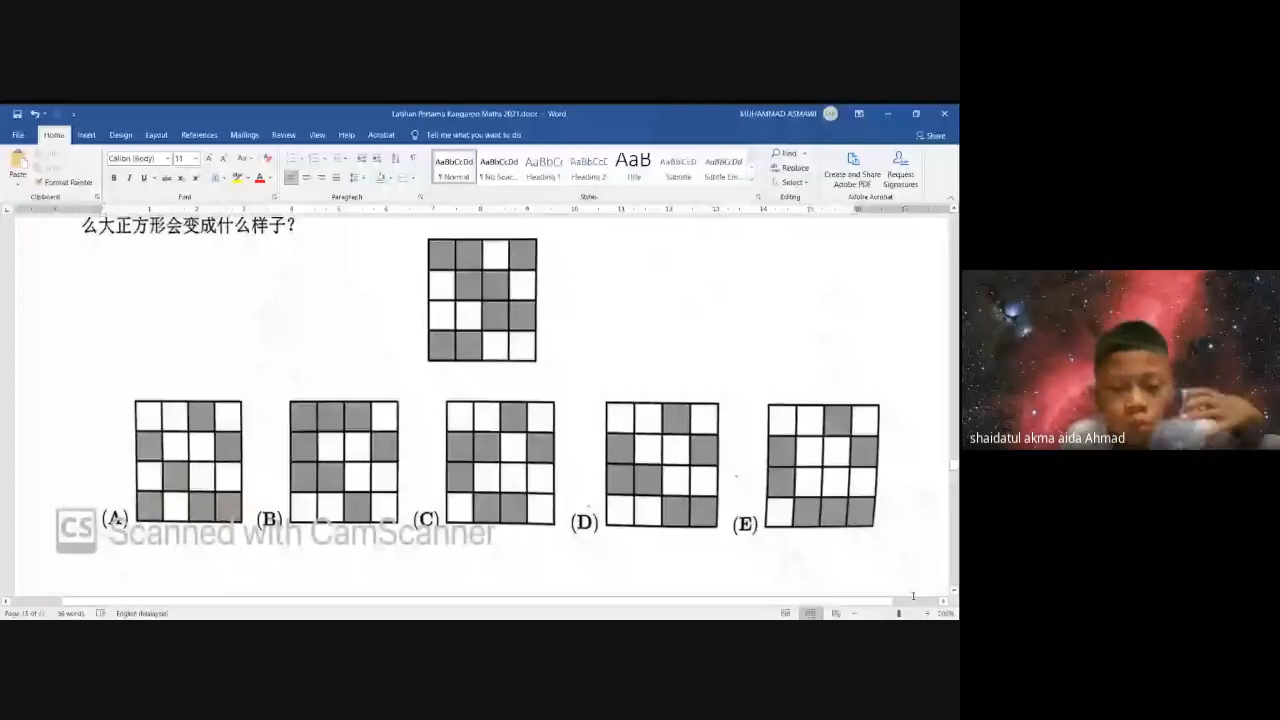 Latihan Pertama Kangaroo Maths 2021.docx - Word
MUHAMMAD ASMAWI
File Home Insert Design Layout References Mailings Review View Help Acrobat Tell me what you want to do
Share
Paste
Format Painter
Clipboard
Calibri (Body) 11
Font
Paragraph
AaBbCcDd AaBbCcDd AaBbCc AaBbCcC AaB AaBbCcD AaBbCcDd
¶ Normal ¶ No Spac... Heading 1 Heading 2 Title Subtitle Subtle Em...
Styles
Find
Replace
Select
Editing
Create and Share Adobe PDF
Request Signatures
Adobe Acrobat
么大正方形会变成什么样子?
(A) (B) (C) (D) (E)
CS Scanned with CamScanner
36 words English (Malaysia)
200%
shaidatul akma aida Ahmad